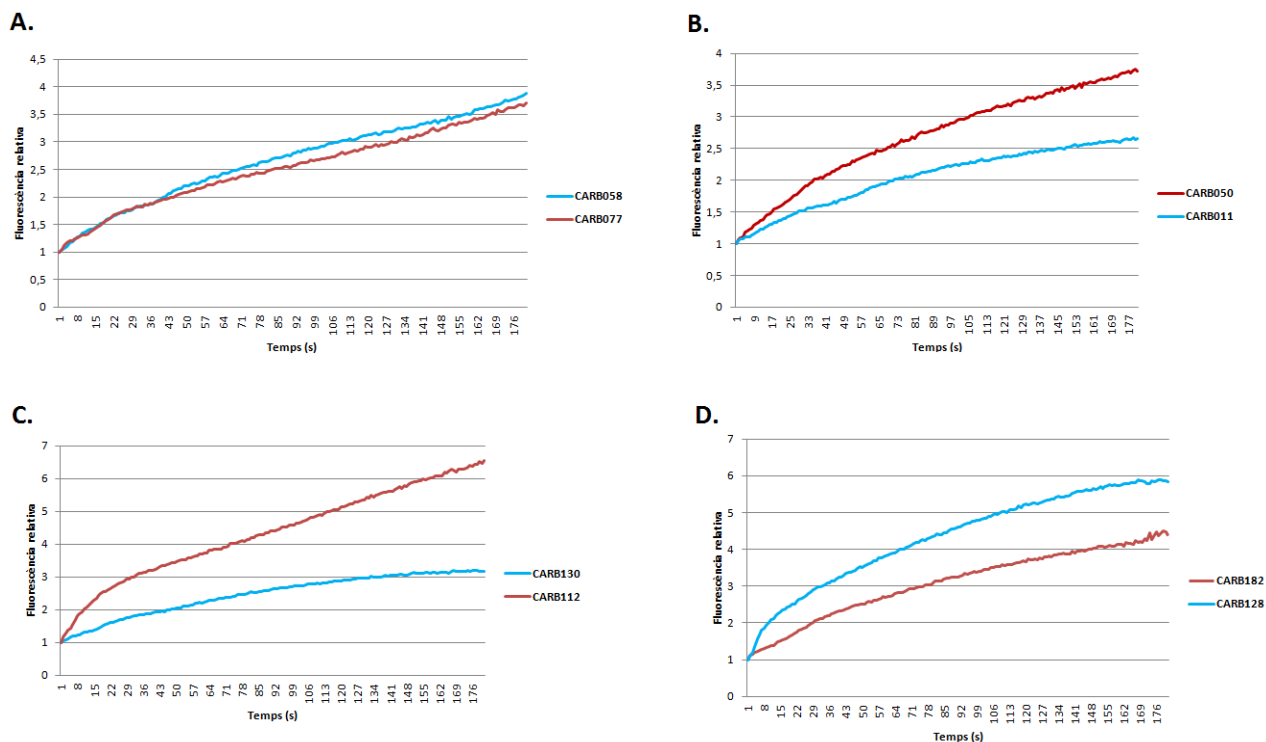 A.
Fluorescència relativa
4,5
4
3,5
3
2,5
2
1,5
1
0,5
0
1 8 15 22 29 36 43 50 57 64 71 78 85 92 99 106 113 120 127 134 141 148 155 162 169 176
Temps (s)
CARB058
CARB077
B.
Fluorescència relativa
4
3,5
3
2,5
2
1,5
1
0,5
0
1 9 17 25 33 41 49 57 65 73 81 89 97 105 113 121 129 137 145 153 161 169 177
Temps (s)
CARB050
CARB011
C.
Fluorescència relativa
7
6
5
4
3
2
1
0
1 8 15 22 29 36 43 50 57 64 71 78 85 92 99 106 113 120 127 134 141 148 155 162 169 176
Temps (s)
CARB130
CARB112
D.
Fluorescència relativa
7
6
5
4
3
2
1
0
1 8 15 22 29 36 43 50 57 64 71 78 85 92 99 106 113 120 127 134 141 148 155 162 169 176
Temps (s)
CARB182
CARB128